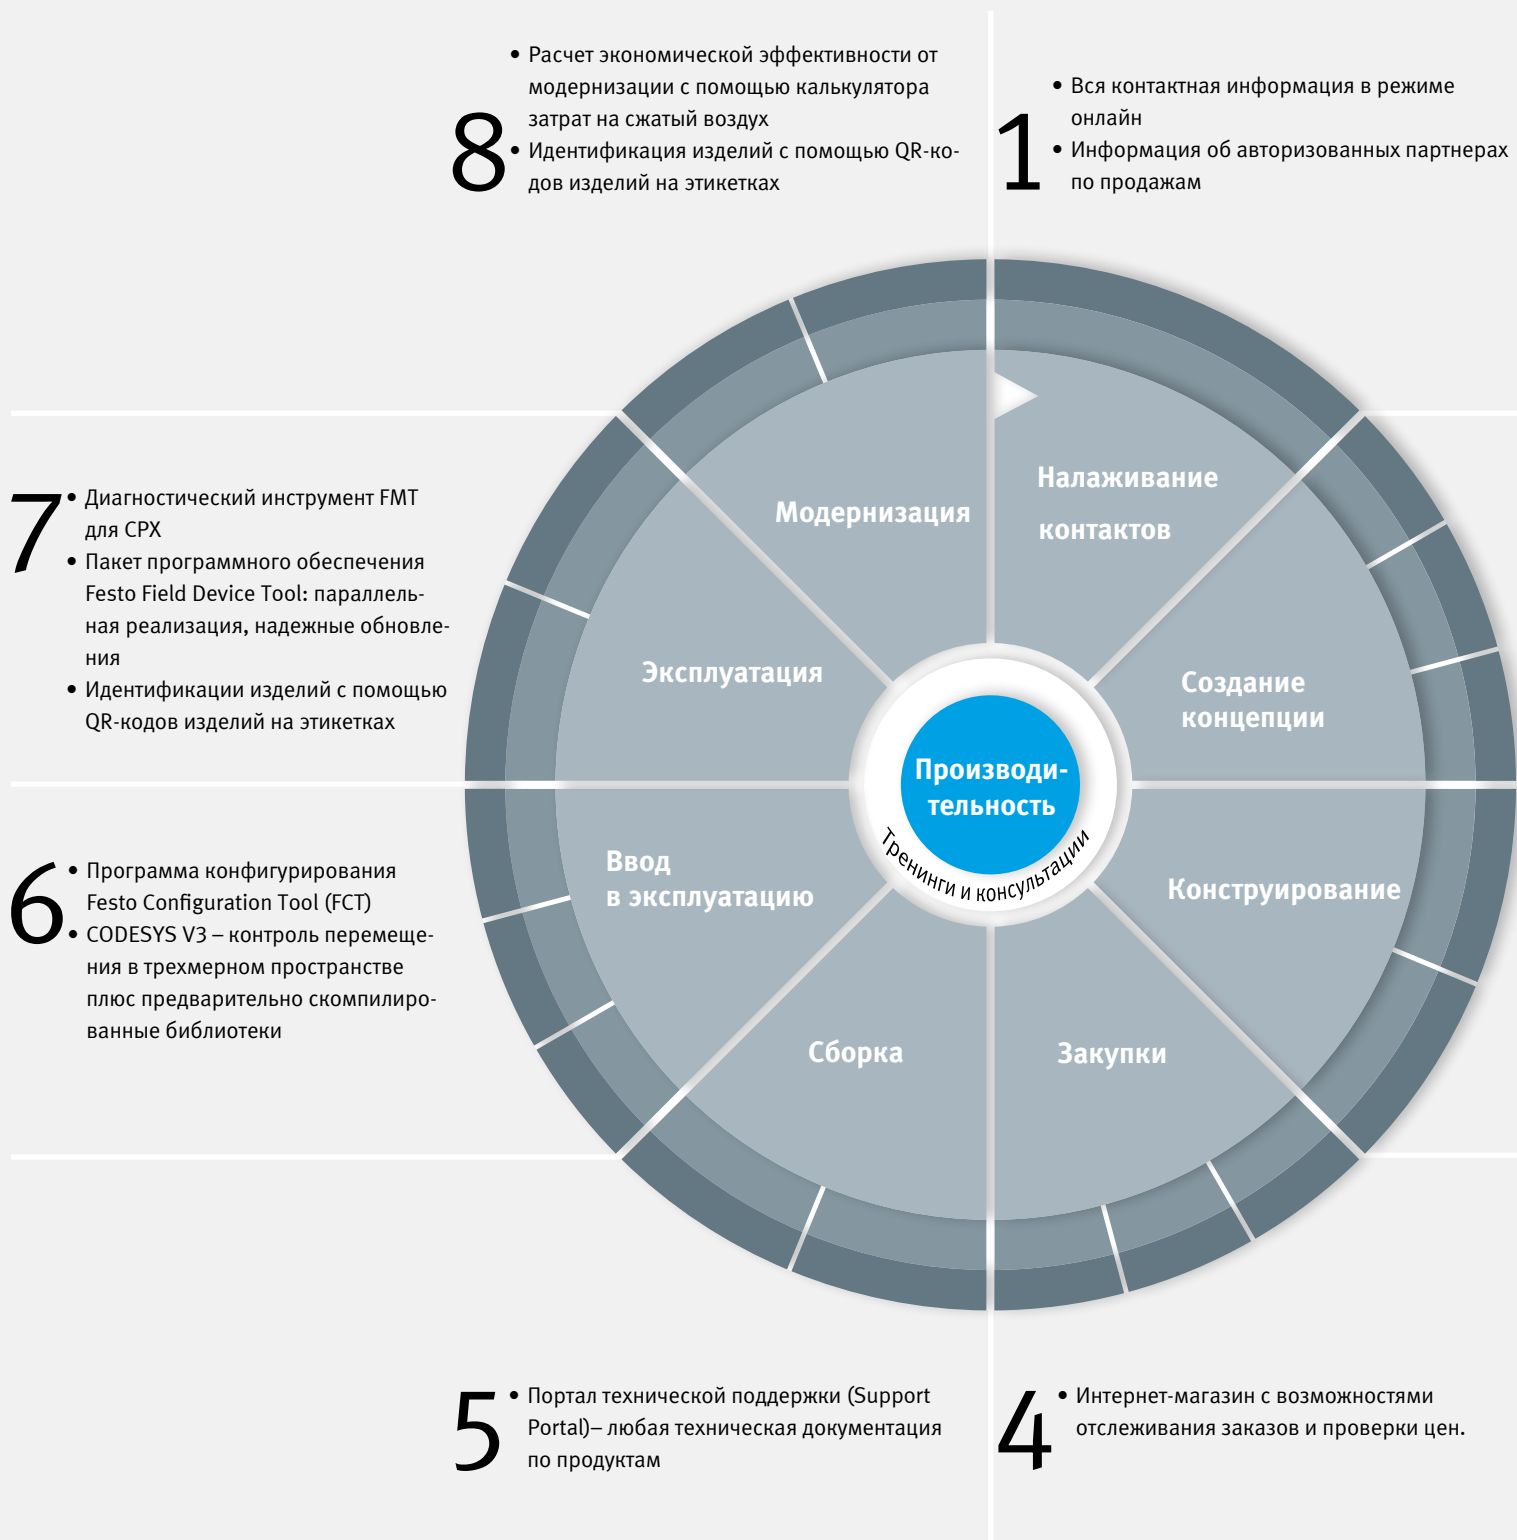 8
• Расчет экономической эффективности от
модернизации с помощью калькулятора
затрат на сжатый воздух
• Идентификация изделий с помощью QR-ко-
дов изделий на этикетках
1
• Вся контактная информация в режиме
онлайн
• Информация об авторизованных партнерах
по продажам
7
• Диагностический инструмент FMT
для CPX
• Пакет программного обеспечения
Festo Field Device Tool: параллель-
ная реализация, надежные обновле-
ния
• Идентификации изделий с помощью
QR-кодов изделий на этикетках
6
• Программа конфигурирования
Festo Configuration Tool (FCT)
• CODESYS V3 – контроль перемеще-
ния в трехмерном пространстве
плюс предварительно скомпилиро-
ванные библиотеки
Налаживание
контактов
Создание
концепции
Конструирование
Закупки
Сборка
Ввод
в эксплуатацию
Эксплуатация
Модернизация
Производи-
тельность
Тренинги и консультации
5
• Портал технической поддержки (Support
Portal)– любая техническая документация
по продуктам
4
• Интернет-магазин с возможностями
отслеживания заказов и проверки цен.